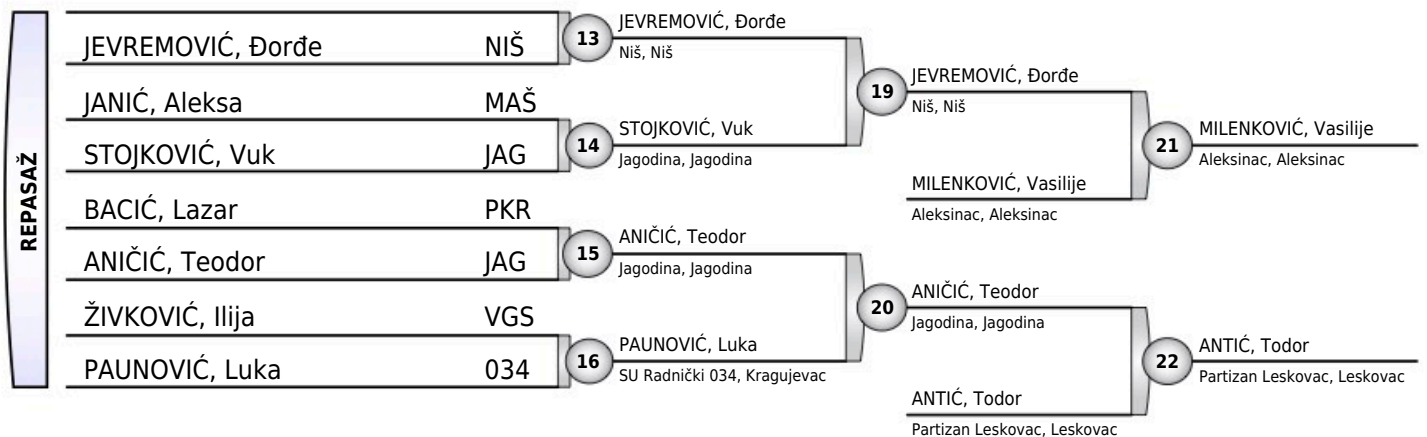 REPASAŽ
JEVREMOVIĆ, Đorđe NIŠ
JANIĆ, Aleksa MAŠ
STOJKOVIĆ, Vuk JAG
BACIĆ, Lazar PKR
ANIČIĆ, Teodor JAG
ŽIVKOVIĆ, Ilija VGS
PAUNOVIĆ, Luka 034
13
14
15
16
JEVREMOVIĆ, Đorđe
Niš, Niš
STOJKOVIĆ, Vuk
Jagodina, Jagodina
ANIČIĆ, Teodor
Jagodina, Jagodina
PAUNOVIĆ, Luka
SU Radnički 034, Kragujevac
19
20
JEVREMOVIĆ, Đorđe
Niš, Niš
MILENKOVIĆ, Vasilije
Aleksinac, Aleksinac
ANIČIĆ, Teodor
Jagodina, Jagodina
ANTIĆ, Todor
Partizan Leskovac, Leskovac
21
22
MILENKOVIĆ, Vasilije
Aleksinac, Aleksinac
ANTIĆ, Todor
Partizan Leskovac, Leskovac